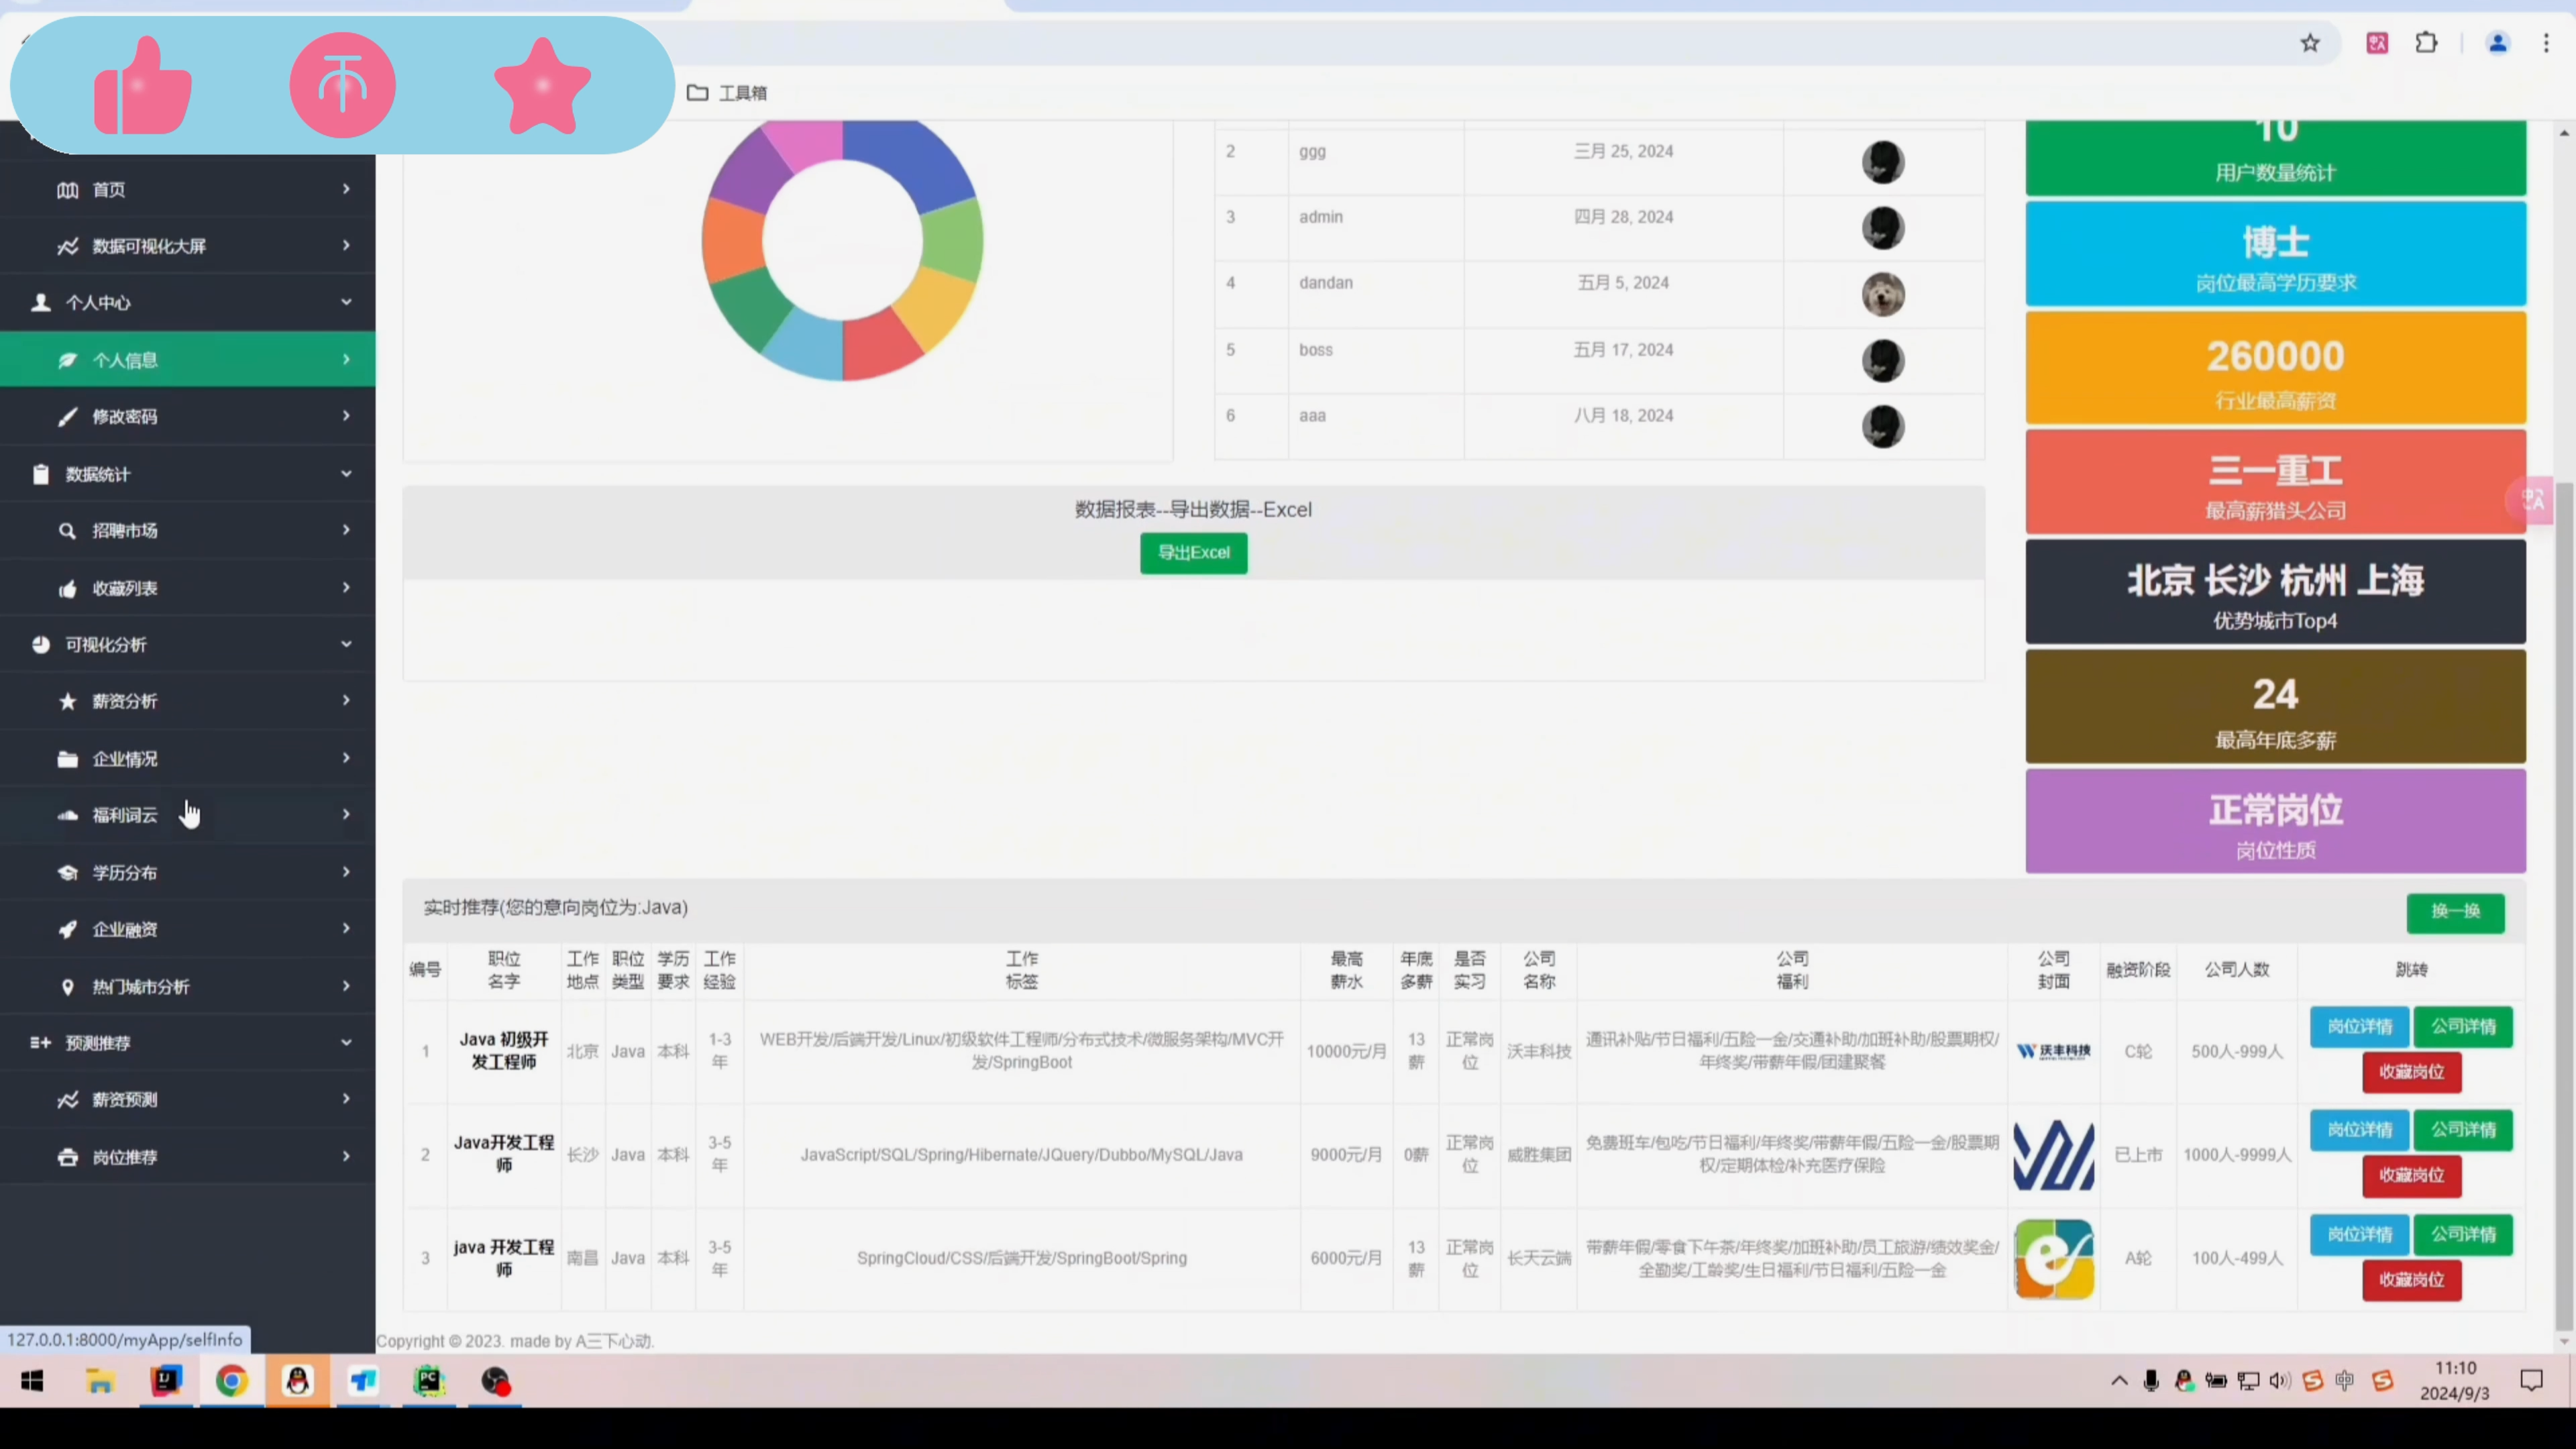 工具箱
首页
数据可视化大屏
个人中心
个人信息
修改密码
数据统计
招聘市场
收藏列表
可视化分析
薪资分析
企业情况
福利词云
学历分布
企业融资
热门城市分析
预测推荐
薪资预测
岗位推荐
2 ggg 三月 25, 2024
3 admin 四月 28, 2024
4 dandan 五月 5, 2024
5 boss 五月 17, 2024
6 aaa 八月 18, 2024
数据报表--导出数据--Excel
导出Excel
10
用户数量统计
博士
岗位最高学历要求
260000
行业最高薪资
三一重工
最高薪猎头公司
北京 长沙 杭州 上海
优势城市Top4
24
最高年底多薪
正常岗位
岗位性质
实时推荐(您的意向岗位为:Java)
换一换
编号 职位名字 工作地点 职位类型 学历要求 工作经验 工作标签 最高薪水 年底多薪 是否实习 公司名称 公司福利 公司封面 融资阶段 公司人数 跳转
1 Java 初级开发工程师 北京 Java 本科 1-3年 WEB开发/后端开发/Linux/初级软件工程师/分布式技术/微服务架构/MVC开发/SpringBoot 10000元/月 13薪 正常岗位 沃丰科技 通讯补贴/节日福利/五险一金/交通补助/加班补助/股票期权/年终奖/带薪年假/团建聚餐 沃丰科技 C轮 500人-999人 岗位详情 公司详情 收藏岗位
2 Java开发工程师 长沙 Java 本科 3-5年 JavaScript/SQL/Spring/Hibernate/JQuery/Dubbo/MySQL/Java 9000元/月 0薪 正常岗位 威胜集团 免费班车/包吃/节日福利/年终奖/带薪年假/五险一金/股票期权/定期体检/补充医疗保险 已上市 1000人-9999人 岗位详情 公司详情 收藏岗位
3 java 开发工程师 南昌 Java 本科 3-5年 SpringCloud/CSS/后端开发/SpringBoot/Spring 6000元/月 13薪 正常岗位 长天云端 带薪年假/零食下午茶/年终奖/加班补助/员工旅游/绩效奖金/全勤奖/工龄奖/生日福利/节日福利/五险一金 A轮 100人-499人 岗位详情 公司详情 收藏岗位
127.0.0.1:8000/myApp/selfInfo
Copyright © 2023. made by A三下心动.
中
11:10
2024/9/3